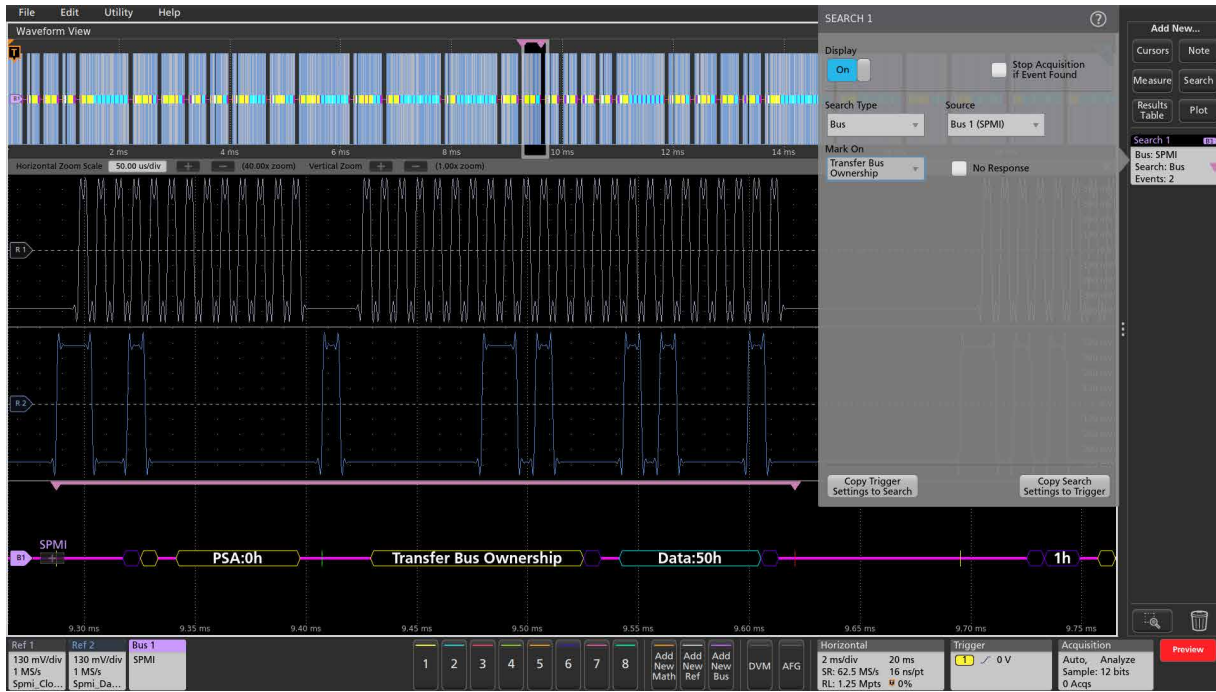 File Edit Utility Help
Waveform View
T
B1
2 ms 4 ms 6 ms 8 ms 10 ms 12 ms 14 ms
Horizontal Zoom Scale 50.00 us/div + — (40.00x zoom) Vertical Zoom + — (1.00x zoom)
R 1
R 2
SPMI
B1 + PSA:0h Transfer Bus Ownership Data:50h 1h
9.30 ms 9.35 ms 9.40 ms 9.45 ms 9.50 ms 9.55 ms 9.60 ms 9.65 ms 9.70 ms 9.75 ms
SEARCH 1 ?
Display
On
Stop Acquisition
if Event Found
Search Type Source
Bus Bus 1 (SPMI)
Mark On
Transfer Bus
Ownership
No Response
Copy Trigger
Settings to Search
Copy Search
Settings to Trigger
Add New...
Cursors Note
Measure Search
Results
Table
Plot
Search 1 B1
Bus: SPMI
Search: Bus
Events: 2
Ref 1
130 mV/div
1 MS/s
Spmi_Clo...
Ref 2
130 mV/div
1 MS/s
Spmi_Da...
Bus 1
SPMI
1 2 3 4 5 6 7 8
Add
New
Math
Add
New
Ref
Add
New
Bus
DVM AFG
Horizontal
2 ms/div 20 ms
SR: 62.5 MS/s 16 ns/pt
RL: 1.25 Mpts 0%
Trigger
1 0 V
Acquisition
Auto, Analyze
Sample: 12 bits
0 Acqs
Preview